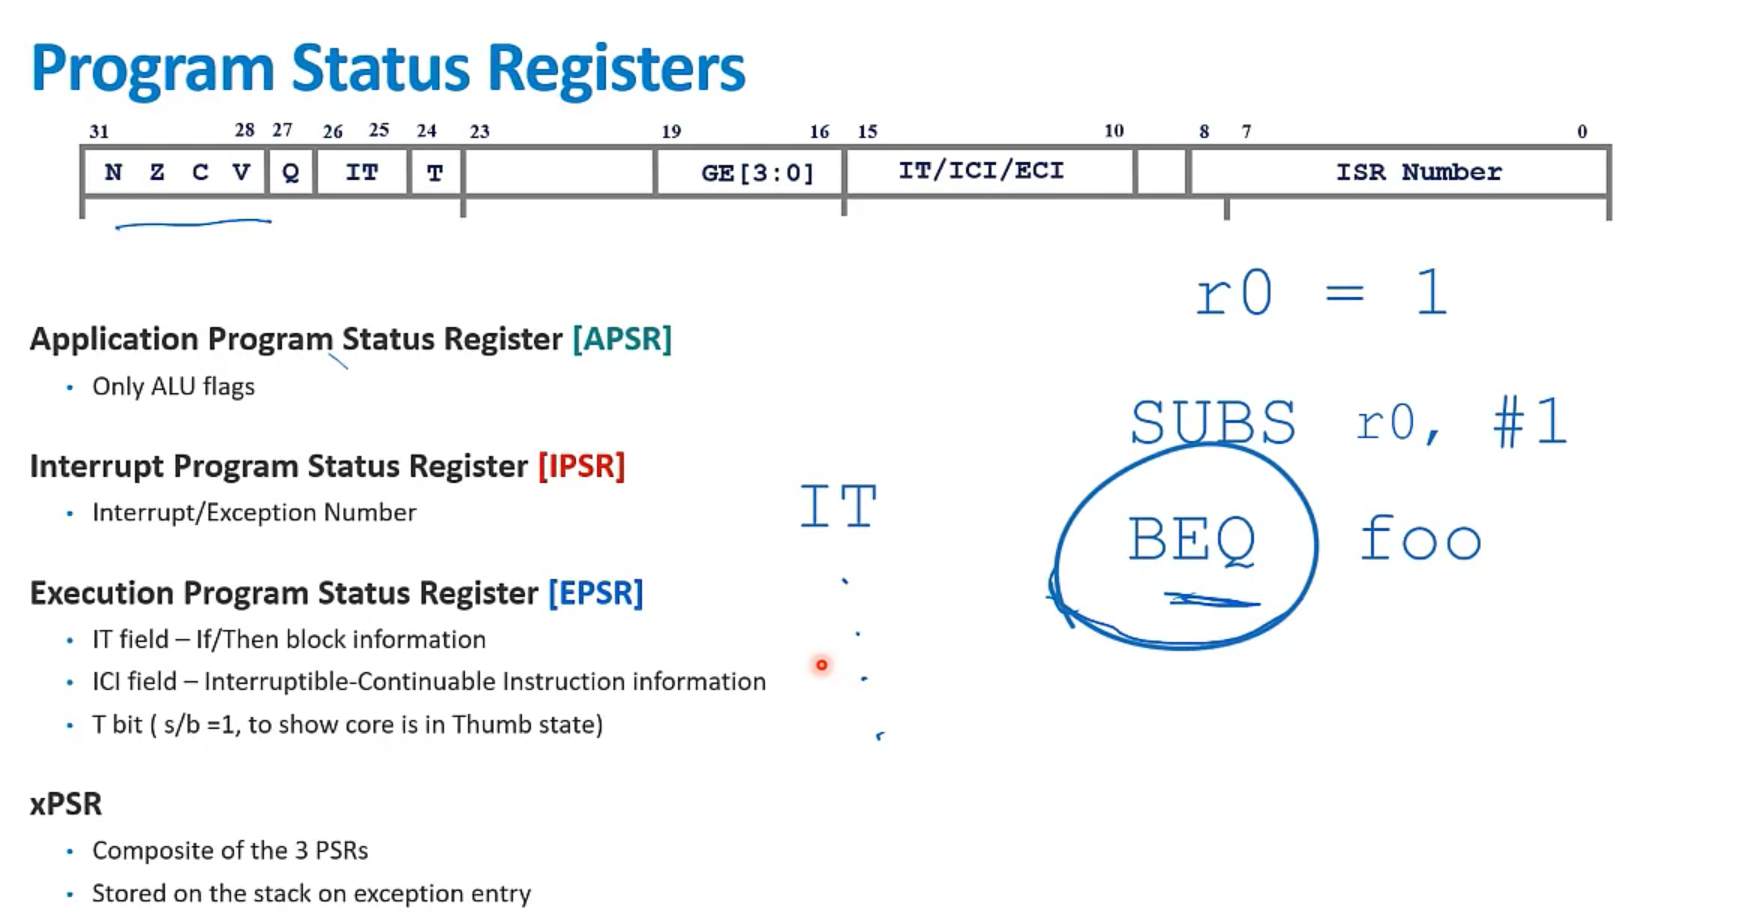 Program Status Registers
31 28 27 26 25 24 23 19 16 15 10 8 7 0
N Z C V Q IT T GE[3:0] IT/ICI/ECI ISR Number
r0 = 1
Application Program Status Register [APSR]
• Only ALU flags
SUBS r0, #1
Interrupt Program Status Register [IPSR]
• Interrupt/Exception Number
IT
BEQ foo
Execution Program Status Register [EPSR]
• IT field – If/Then block information
• ICI field – Interruptible-Continuable Instruction information
• T bit ( s/b =1, to show core is in Thumb state)
xPSR
• Composite of the 3 PSRs
• Stored on the stack on exception entry